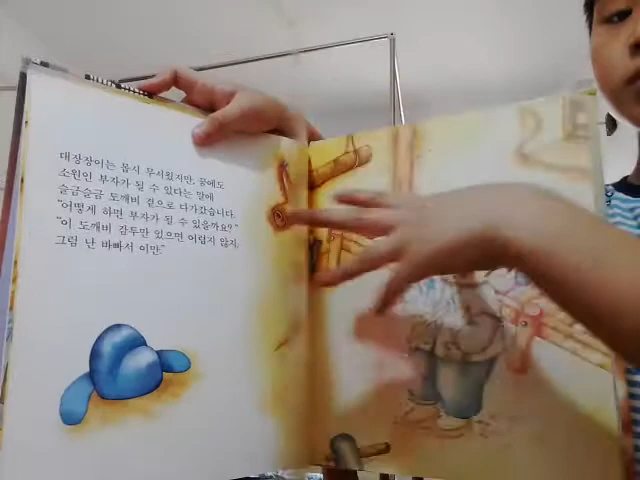 대장장이는 몹시 무서웠지만, 꿈에도
소원인 부자가 될 수 있다는 말에
슬금슬금 도깨비 곁으로 다가갔습니다.
"어떻게 하면 부자가 될 수 있을까요?"
"이 도깨비 감투만 있으면 어렵지 않지.
그럼 난 바빠서 이만."